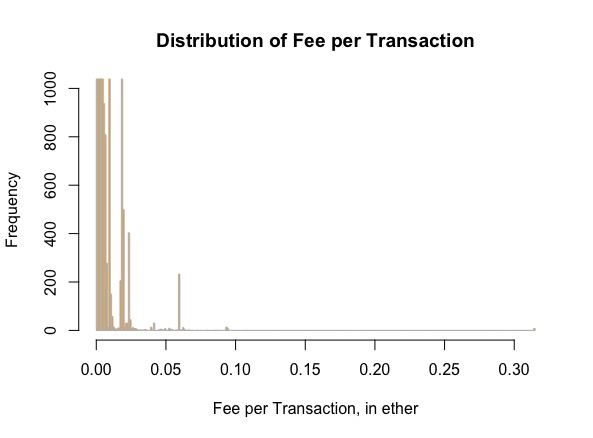 Distribution of Fee per Transaction
Frequency
1000
800
600
400
200
0
0.00 0.05 0.10 0.15 0.20 0.25 0.30
Fee per Transaction, in ether